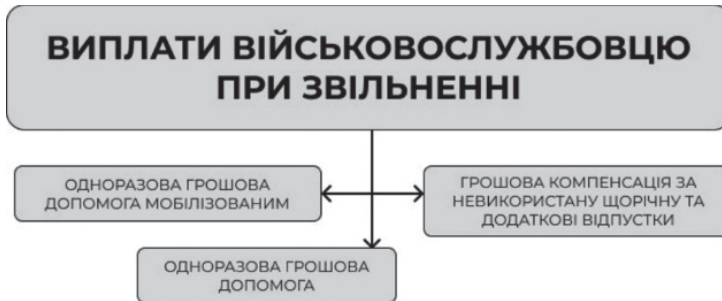 ВИПЛАТИ ВІЙСЬКОВОСЛУЖБОВЦЮ
ПРИ ЗВІЛЬНЕННІ
ОДНОРАЗОВА ГРОШОВА
ДОПОМОГА МОБІЛІЗОВАНИМ
ГРОШОВА КОМПЕНСАЦІЯ ЗА
НЕВИКОРИСТАНУ ЩОРІЧНУ ТА
ДОДАТКОВІ ВІДПУСТКИ
ОДНОРАЗОВА ГРОШОВА
ДОПОМОГА